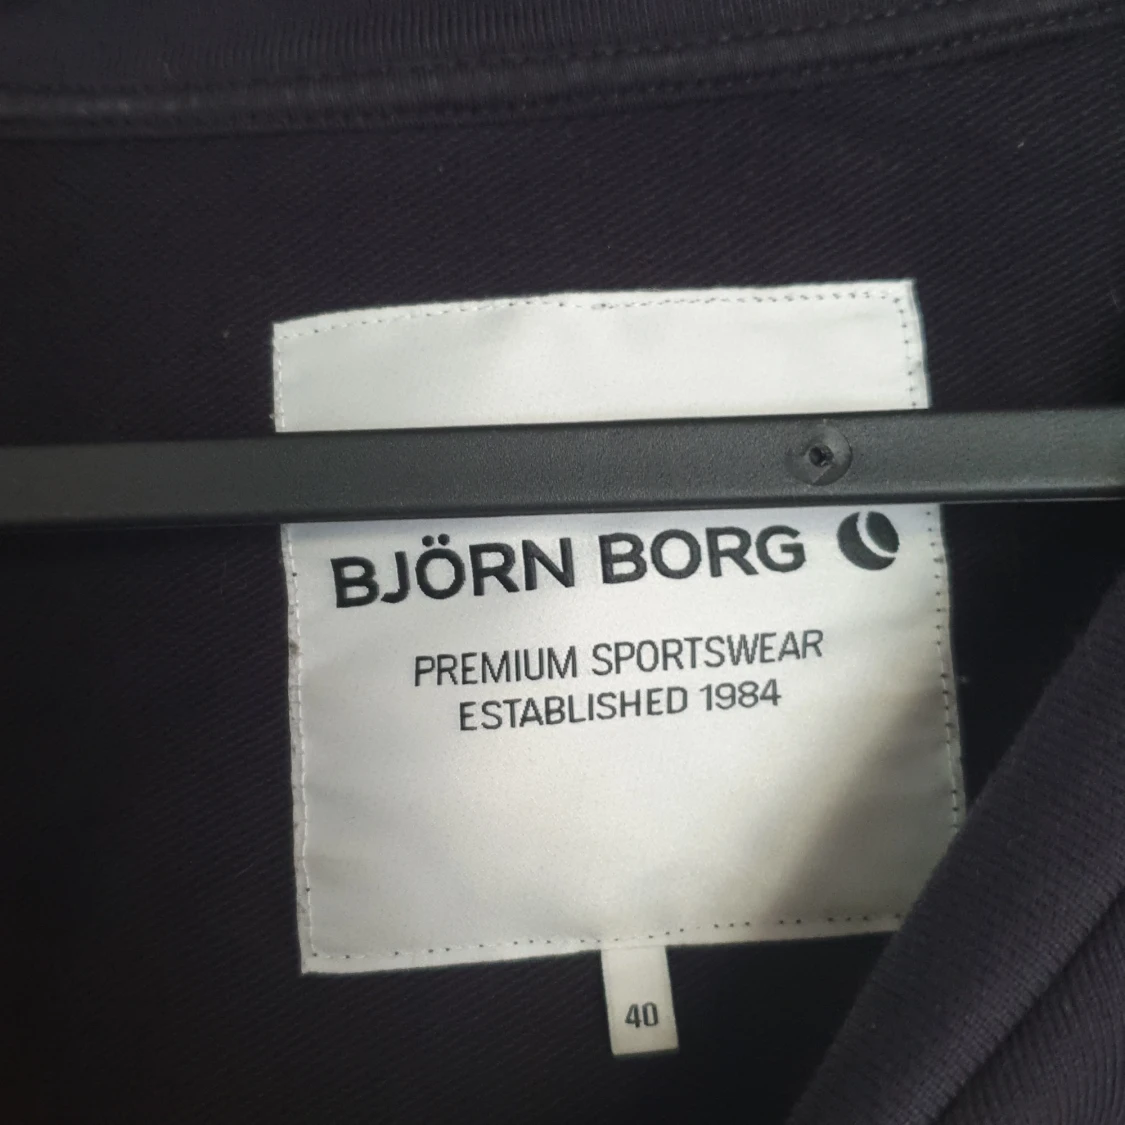 BJÖRN BORG
PREMIUM SPORTSWEAR
ESTABLISHED 1984
40